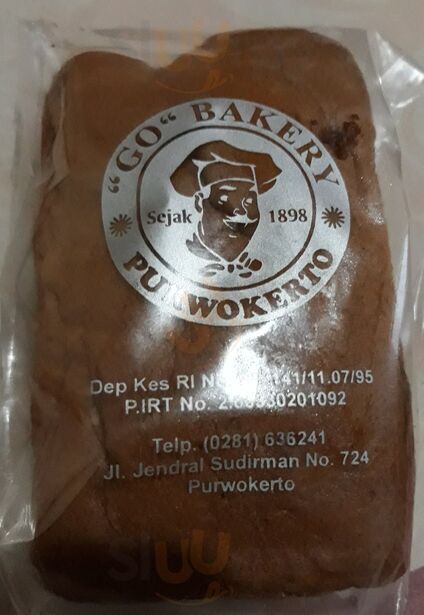 "GO" BAKERY
Sejak 1898
PURWOKERTO
Dep Kes RI 141/11.07/95
P.IRT No.
Telp. (0281) 636241
Jl. Jendral Sudirman No. 724
Purwokerto